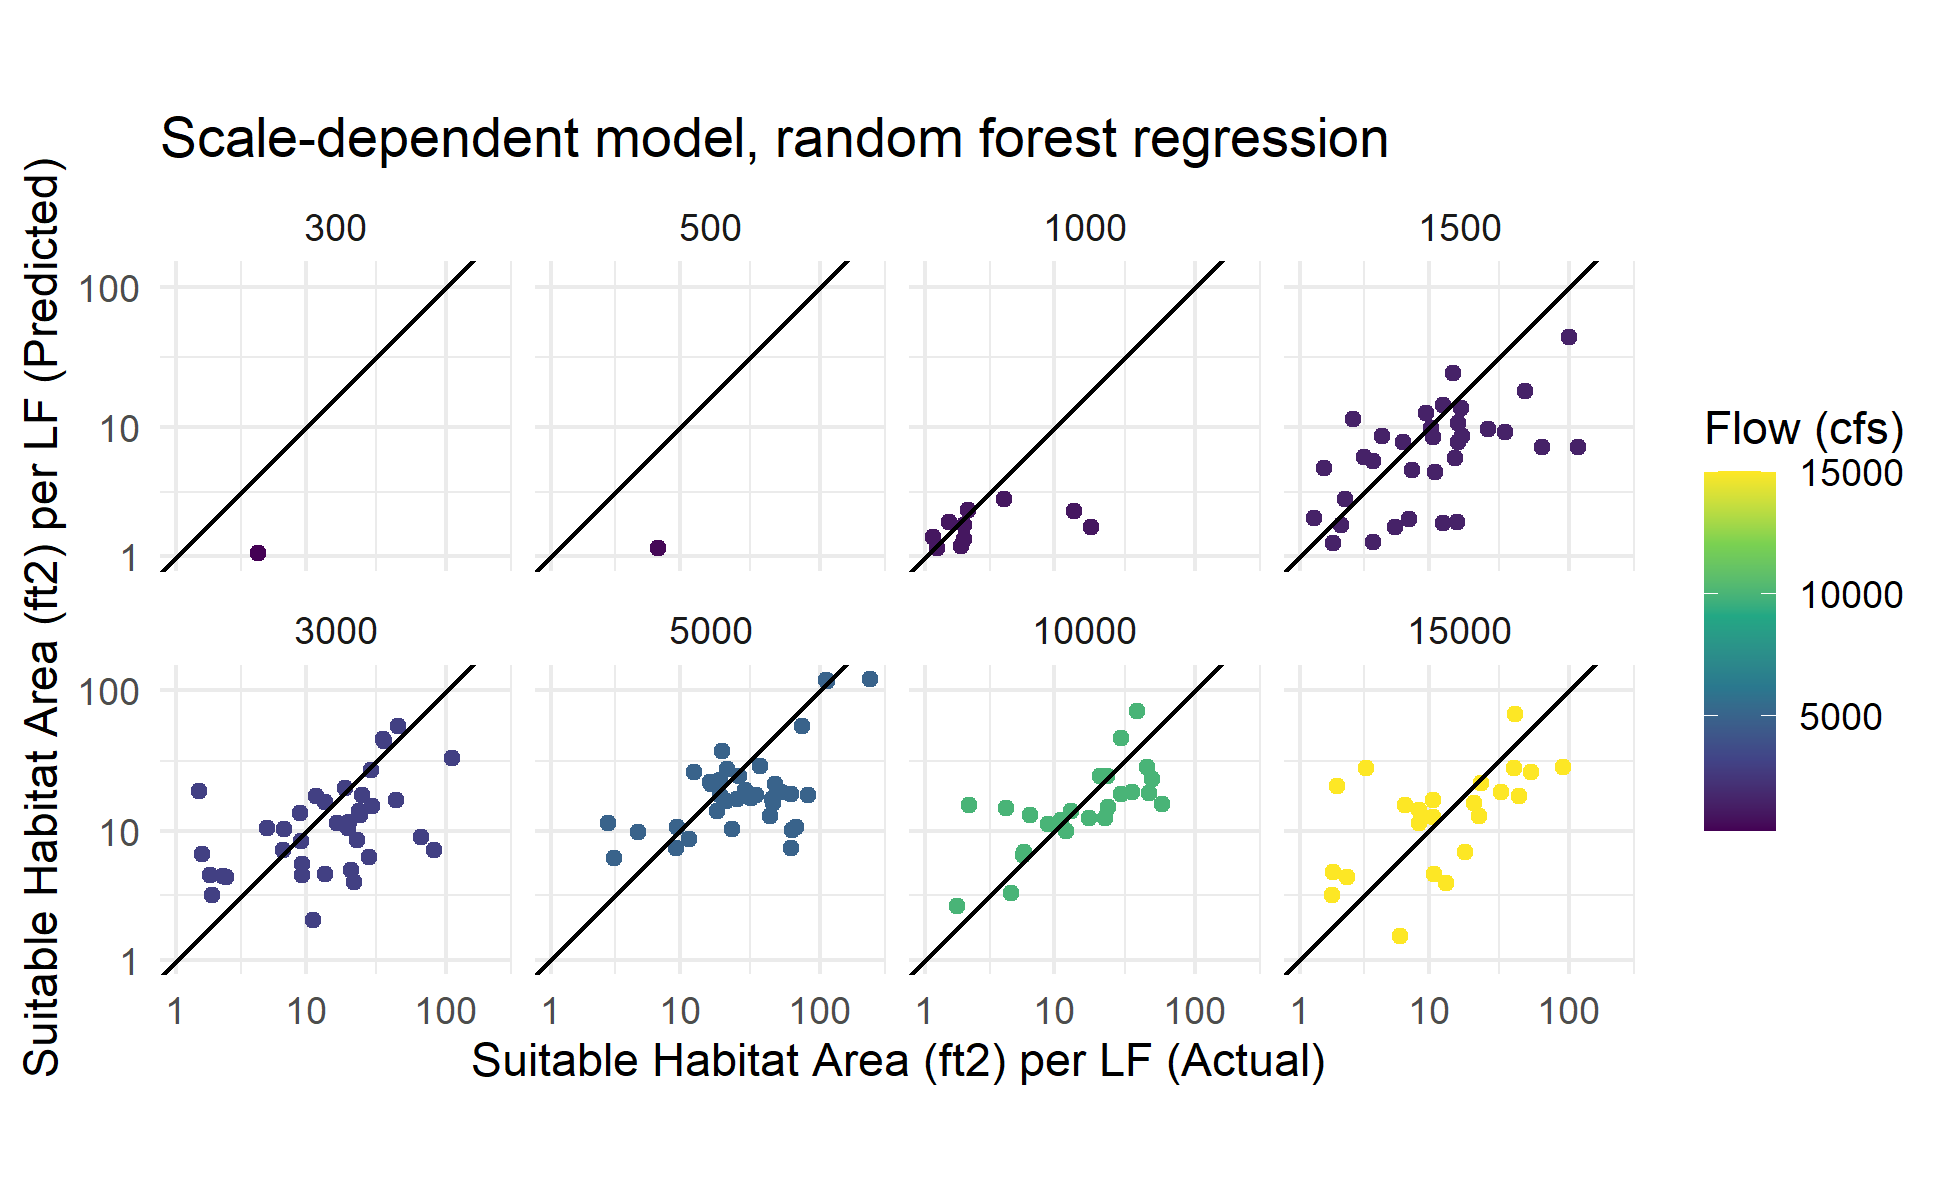 Scale-dependent model, random forest regression
Suitable Habitat Area (ft2) per LF (Predicted)
300 500 1000 1500
100
10
1
3000 5000 10000 15000
100
10
1
1 10 100 1 10 100 1 10 100 1 10 100
Suitable Habitat Area (ft2) per LF (Actual)
Flow (cfs)
15000
10000
5000